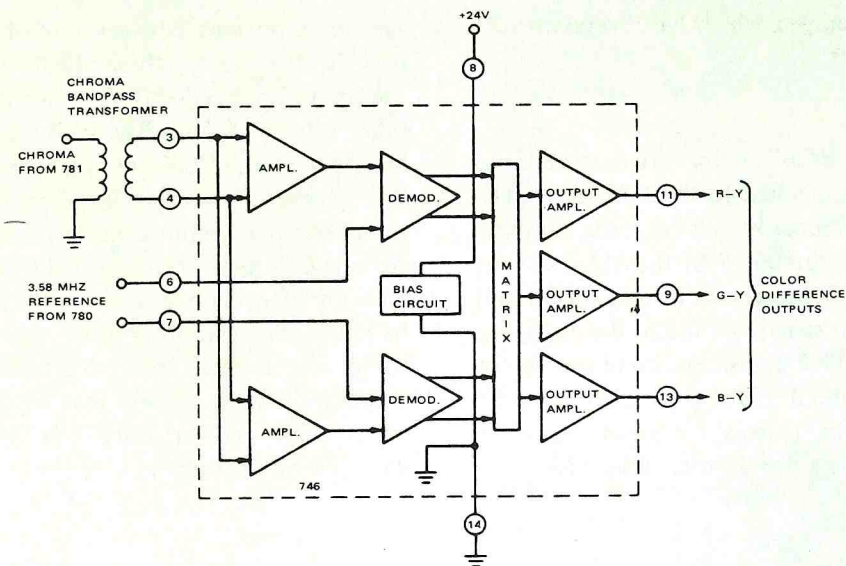 +24V
8
CHROMA
BANDPASS
TRANSFORMER
3
CHROMA
FROM 781
4
AMPL.
DEMOD.
OUTPUT
AMPL.
11
R-Y
6
3.58 MHZ
REFERENCE
FROM 780
7
BIAS
CIRCUIT
MATRIX
OUTPUT
AMPL.
9
G-Y
COLOR
DIFFERENCE
OUTPUTS
AMPL.
DEMOD.
OUTPUT
AMPL.
13
B-Y
746
14